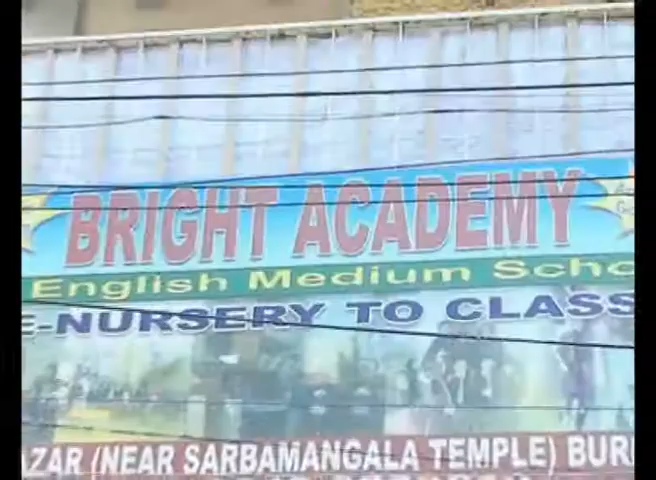 BRIGHT ACADEMY
English Medium Scho
E-NURSERY TO CLASS
AZAR (NEAR SARBAMANGALA TEMPLE) BUR